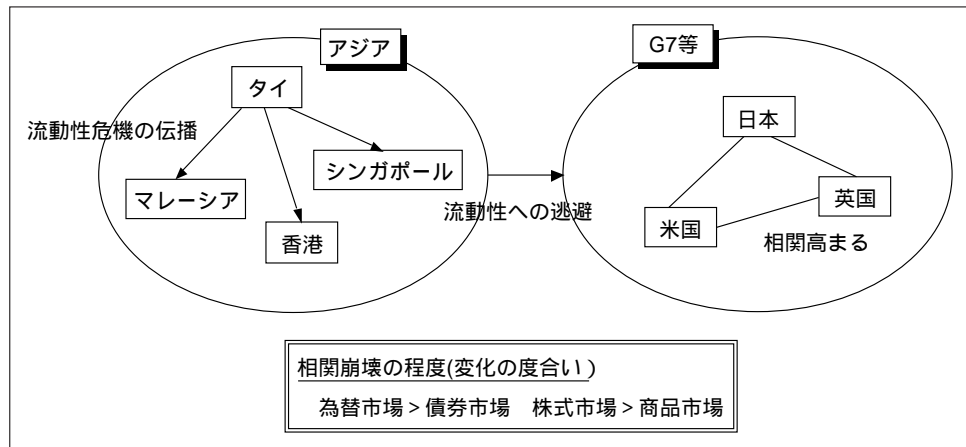 アジア
G7等
タイ
日本
流動性危機の伝播
シンガポール
マレーシア
英国
流動性への逃避
米国
香港
相関高まる
相関崩壊の程度(変化の度合い)
為替市場>債券市場　株式市場>商品市場